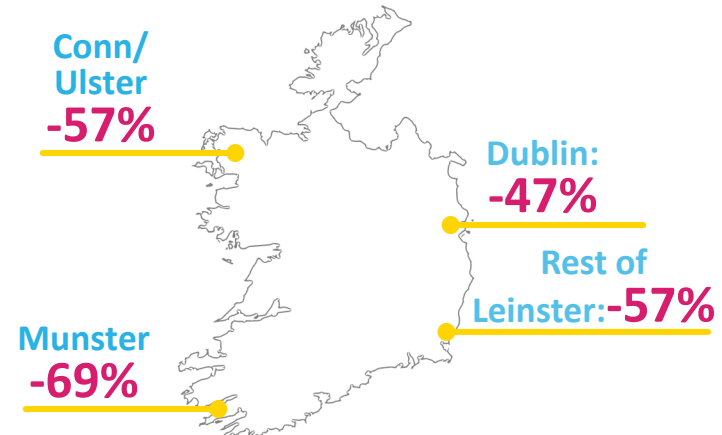 Conn/
Ulster
-57%
Dublin:
-47%
Rest of
Leinster:-57%
Munster
-69%